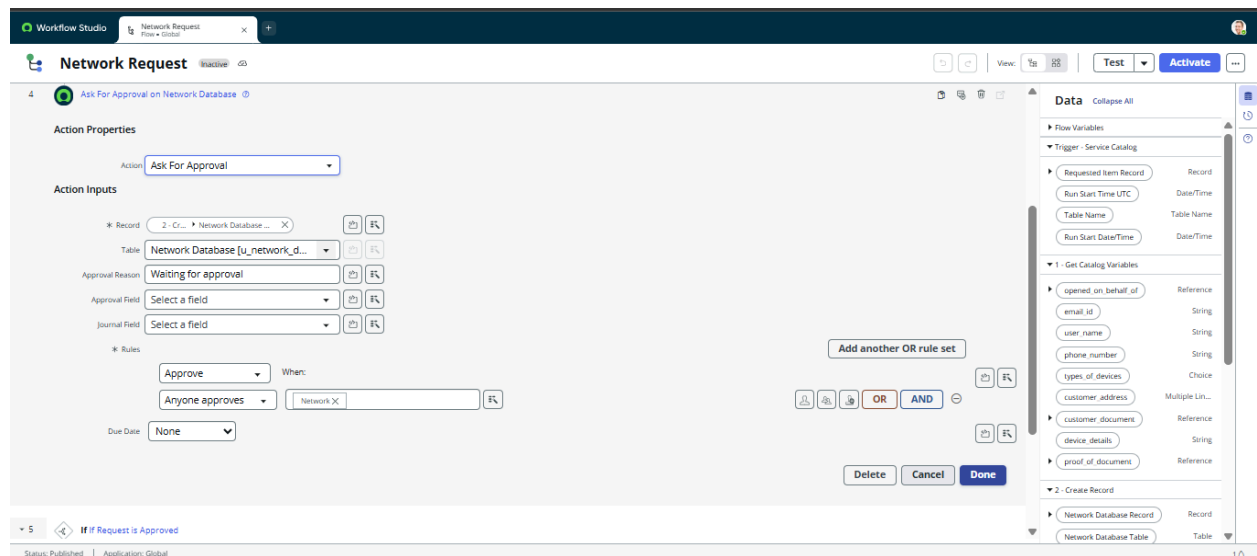 Workflow Studio
Network Request
Flow • Global
Network Request Inactive
View:
Test
Activate
4 Ask For Approval on Network Database
Action Properties
Action Ask For Approval
Action Inputs
* Record 2 - Cr... Network Database ...
Table Network Database [u_network_d...
Approval Reason Waiting for approval
Approval Field Select a field
Journal Field Select a field
* Rules
Add another OR rule set
Approve When:
Anyone approves Network OR AND
Due Date None
Delete Cancel Done
5 If If Request is Approved
Status: Published | Application: Global
Data Collapse All
Flow Variables
Trigger - Service Catalog
Requested Item Record Record
Run Start Time UTC Date/Time
Table Name Table Name
Run Start Date/Time Date/Time
1 - Get Catalog Variables
opened_on_behalf_of Reference
email_id String
user_name String
phone_number String
types_of_devices Choice
customer_address Multiple Lin...
customer_document Reference
device_details String
proof_of_document Reference
2 - Create Record
Network Database Record Record
Network Database Table Table